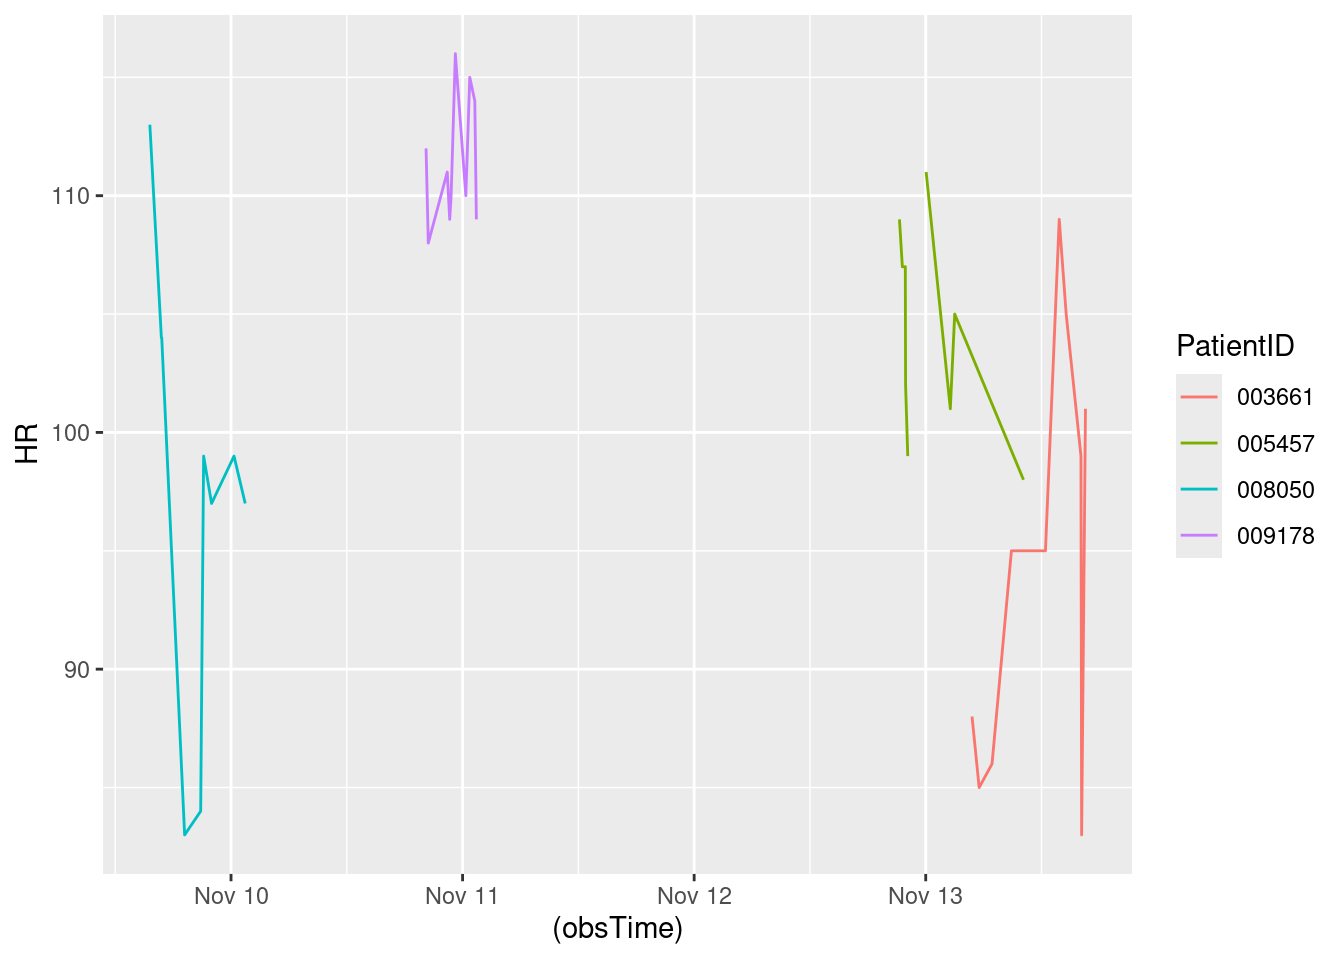 110
100
90
HR
Nov 10
Nov 11
Nov 12
Nov 13
(obsTime)
PatientID
003661
005457
008050
009178